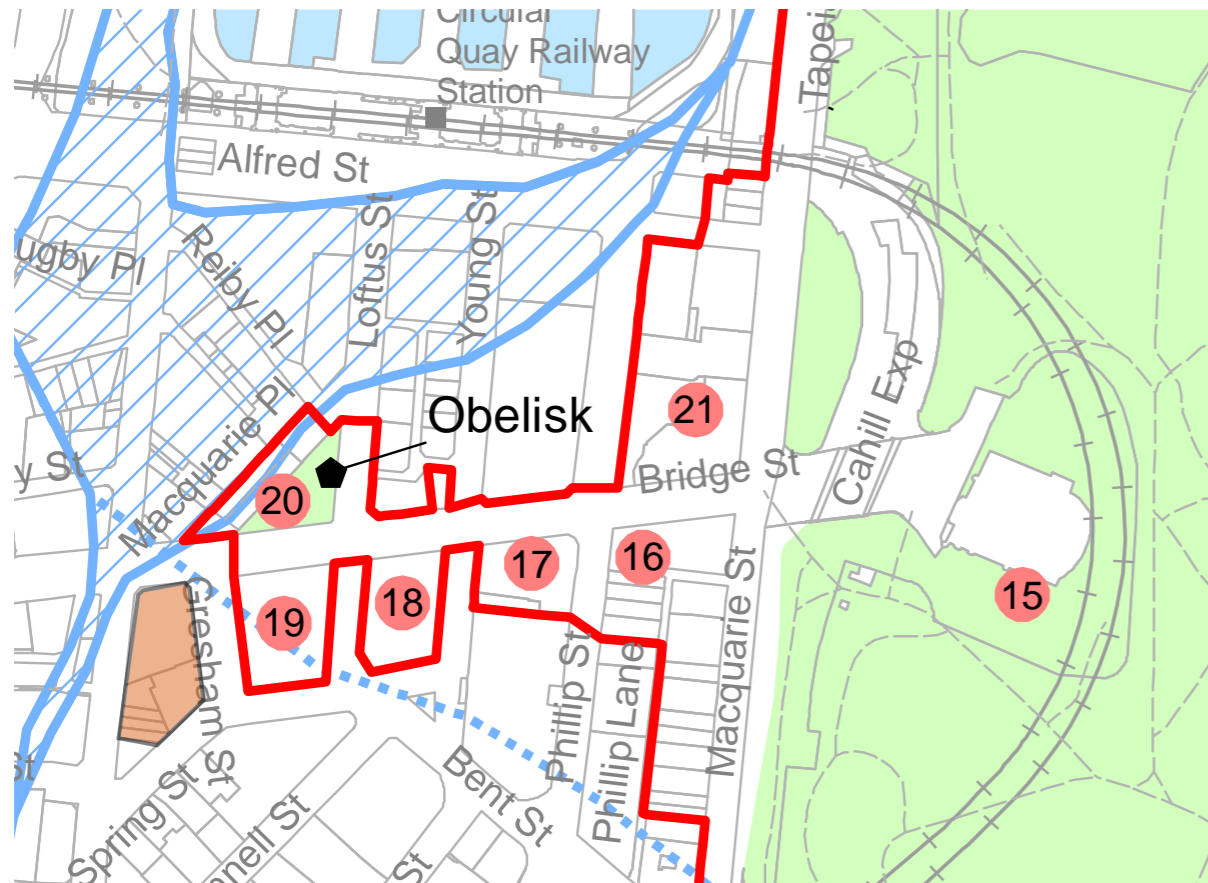 Circular
Quay Railway
Station
Alfred St
Loftus St
Young St
Reiby Pl
ugby Pl
Macquarie Pl
y St
Obelisk
20
21
Bridge St
Cahill Exp
Tapei
19
18
17
16
15
Gresham St
Spring St
nell St
St
Bent St
Phillip St
Phillip Lane
Macquarie St
St